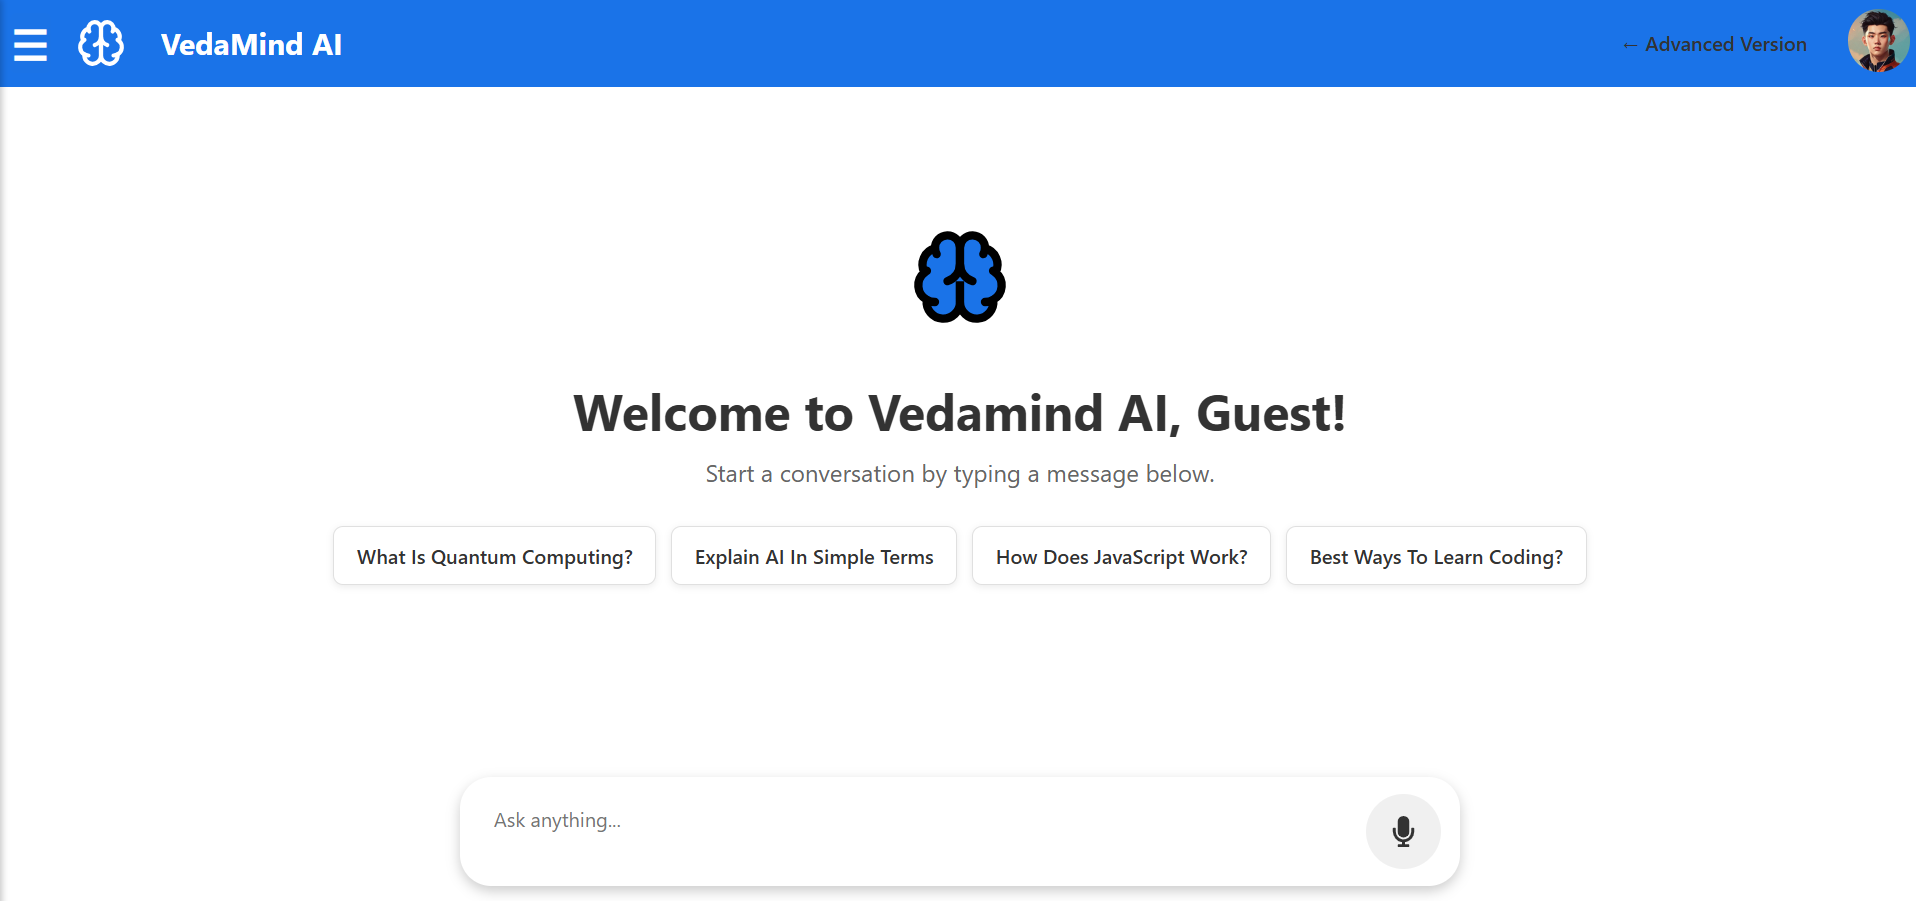 VedaMind AI
← Advanced Version
Welcome to Vedamind AI, Guest!
Start a conversation by typing a message below.
What Is Quantum Computing?
Explain AI In Simple Terms
How Does JavaScript Work?
Best Ways To Learn Coding?
Ask anything...